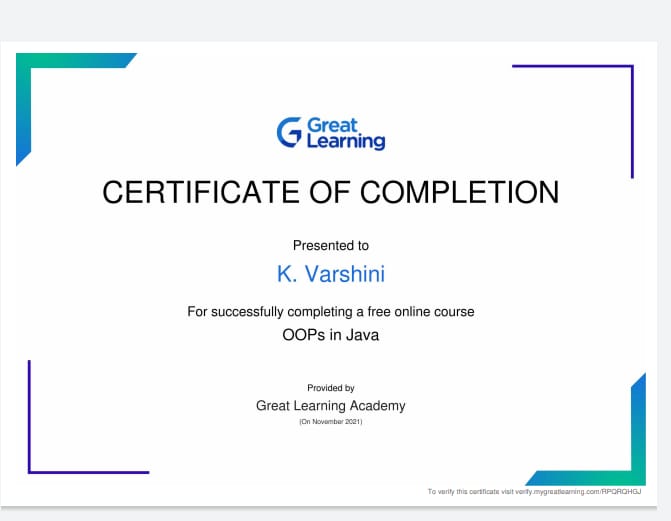 Great
Learning
CERTIFICATE OF COMPLETION
Presented to
K. Varshini
For successfully completing a free online course
OOPs in Java
Provided by
Great Learning Academy
(On November 2021)
To verify this certificate visit verify.mygreatlearning.com/RPQRQHGJ